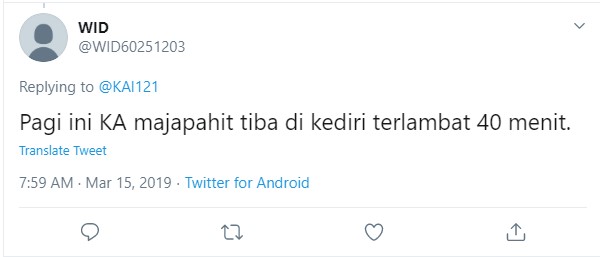 WID
@WID60251203
Replying to @KAI121
Pagi ini KA majapahit tiba di kediri terlambat 40 menit.
Translate Tweet
7:59 AM · Mar 15, 2019 · Twitter for Android